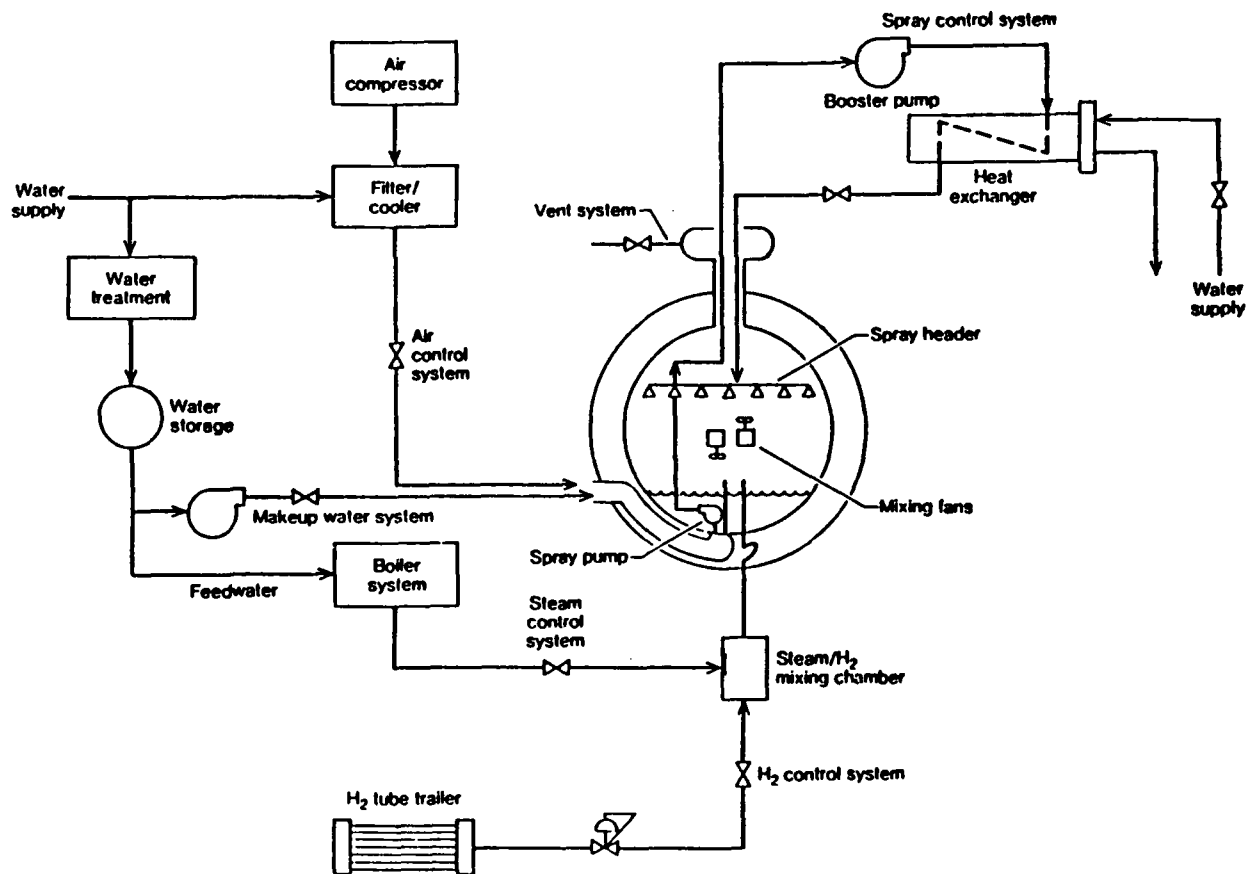 Spray control system
Air
compressor
Booster pump
Water
supply
Filter/
cooler
Heat
exchanger
Vent system
Water
treatment
Water
supply
Air
control
system
Spray header
Water
storage
Makeup water system
Mixing fans
Spray pump
Boiler
system
Feedwater
Steam
control
system
Steam/H₂
mixing chamber
H₂ control system
H₂ tube trailer